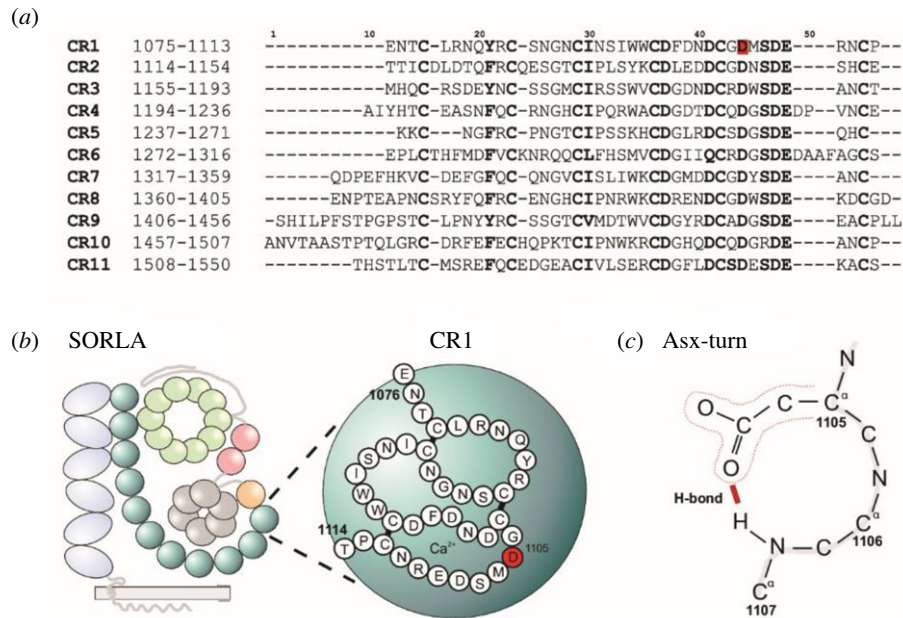 (a)
1 10 20 30 40 50
CR1 1075-1113 -----------ENTC-LRNQYRC-SNGNCINSIWWCDFDNDCGDMSDE-----RNCP--
CR2 1114-1154 ----------TTICDLDTQFRCQESGTCIPLSYKCDLEDDCGDNSDE-----SHCE--
CR3 1155-1193 -----------MHQC-RSDEYNC-SSGMCIRSSWVCDGDNDCRDWSDE-----ANCT--
CR4 1194-1236 ---------AIYHTC-EASNFQC-RNGHCIPQRWACDGDTDCQDGSDEDP---VNCE--
CR5 1237-1271 ------------KKC----NGFRC-PNGTCIPSSKHCDGLRDCSDGSDE-----QHC---
CR6 1272-1316 -----------EPLCTHFMDFVCKNRQQCLFHSMVCDGIIQCRDGSDEDAAFAGCS--
CR7 1317-1359 ------QDPEFHKVC-DEFGFQC-QNGVCISLIWKCDGMDDCGDYSDE-----ANC---
CR8 1360-1405 ------ENPTEAPNCSRYFQFRC-ENGHCIPNRWKCDRENDCGDWSDE-----KDCGD-
CR9 1406-1456 -SHILPFSTPGPSTC-LPNYYRC-SSGTCVMDTWVCDGYRDCADGSDE-----EACPLL
CR10 1457-1507 ANVTAASTPTQLGRC-DRFEFECHQPKTCIPNWKRCDGHQDCQDGRDE-----ANCP--
CR11 1508-1550 --------THSTLTC-MSREFQCEDGEACIVLSERCDGFLDCSDESDE-----KACS--
(b) SORLA CR1
1076
E
N
T
C L R N Q
Y
R
C
S N G N
C
I
N
S
I
W
W
C D F D N D
C
G
D 1105
M
S
D
E
R
N
C
P
T
1114
Ca²⁺
(c) Asx-turn
N
O C Cα
1105
C
O
C
H-bond
N
H
Cα
1106
N C
Cα
1107